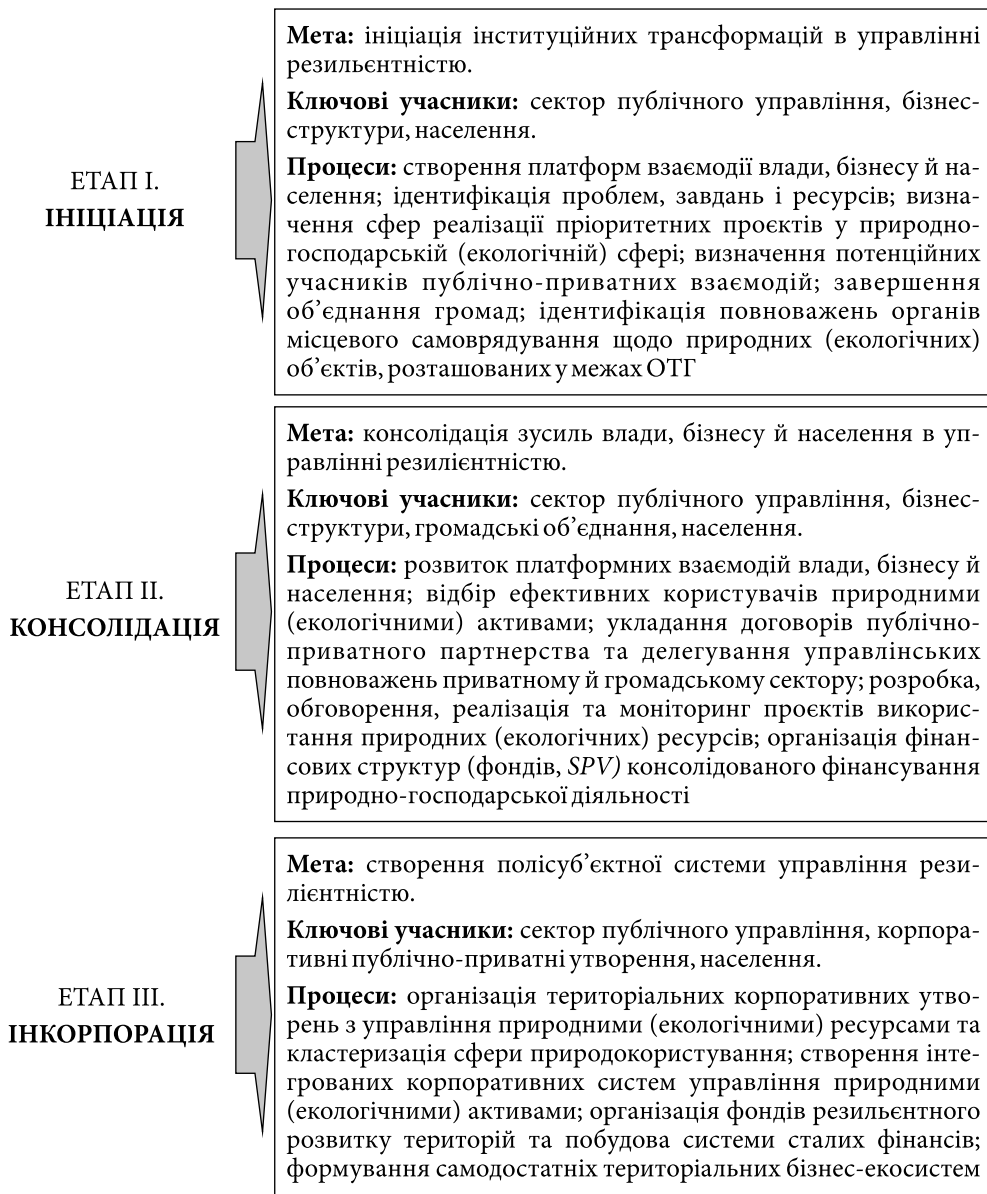 Мета: ініціація інституційних трансформацій в управлінні
резильєнтністю.
Ключові учасники: сектор публічного управління, бізнес-
структури, населення.
Процеси: створення платформ взаємодії влади, бізнесу й на-
селення; ідентифікація проблем, завдань і ресурсів; визна-
чення сфер реалізації пріоритетних проєктів у природно-
господарській (екологічній) сфері; визначення потенційних
учасників публічно-приватних взаємодій; завершення
об’єднання громад; ідентифікація повноважень органів
місцевого самоврядування щодо природних (екологічних)
об’єктів, розташованих у межах ОТГ
ЕТАП І.
ІНІЦІАЦІЯ
Мета: консолідація зусиль влади, бізнесу й населення в уп-
равлінні резилієнтністю.
Ключові учасники: сектор публічного управління, бізнес-
структури, громадські об’єднання, населення.
Процеси: розвиток платформних взаємодій влади, бізнесу й
населення; відбір ефективних користувачів природними
(екологічними) активами; укладання договорів публічно-
приватного партнерства та делегування управлінських
повноважень приватному й громадському сектору; розробка,
обговорення, реалізація та моніторинг проєктів викорис-
тання природних (екологічних) ресурсів; організація фінан-
сових структур (фондів, SPV) консолідованого фінансування
природно-господарської діяльності
ЕТАП ІІ.
КОНСОЛІДАЦІЯ
Мета: створення полісуб’єктної системи управління рези-
лієнтністю.
Ключові учасники: сектор публічного управління, корпора-
тивні публічно-приватні утворення, населення.
Процеси: організація територіальних корпоративних утво-
рень з управління природними (екологічними) ресурсами та
кластеризація сфери природокористування; створення інте-
грованих корпоративних систем управління природними
(екологічними) активами; організація фондів резильєнтного
розвитку територій та побудова системи сталих фінансів;
формування самодостатніх територіальних бізнес-екосистем
ЕТАП ІІІ.
ІНКОРПОРАЦІЯ